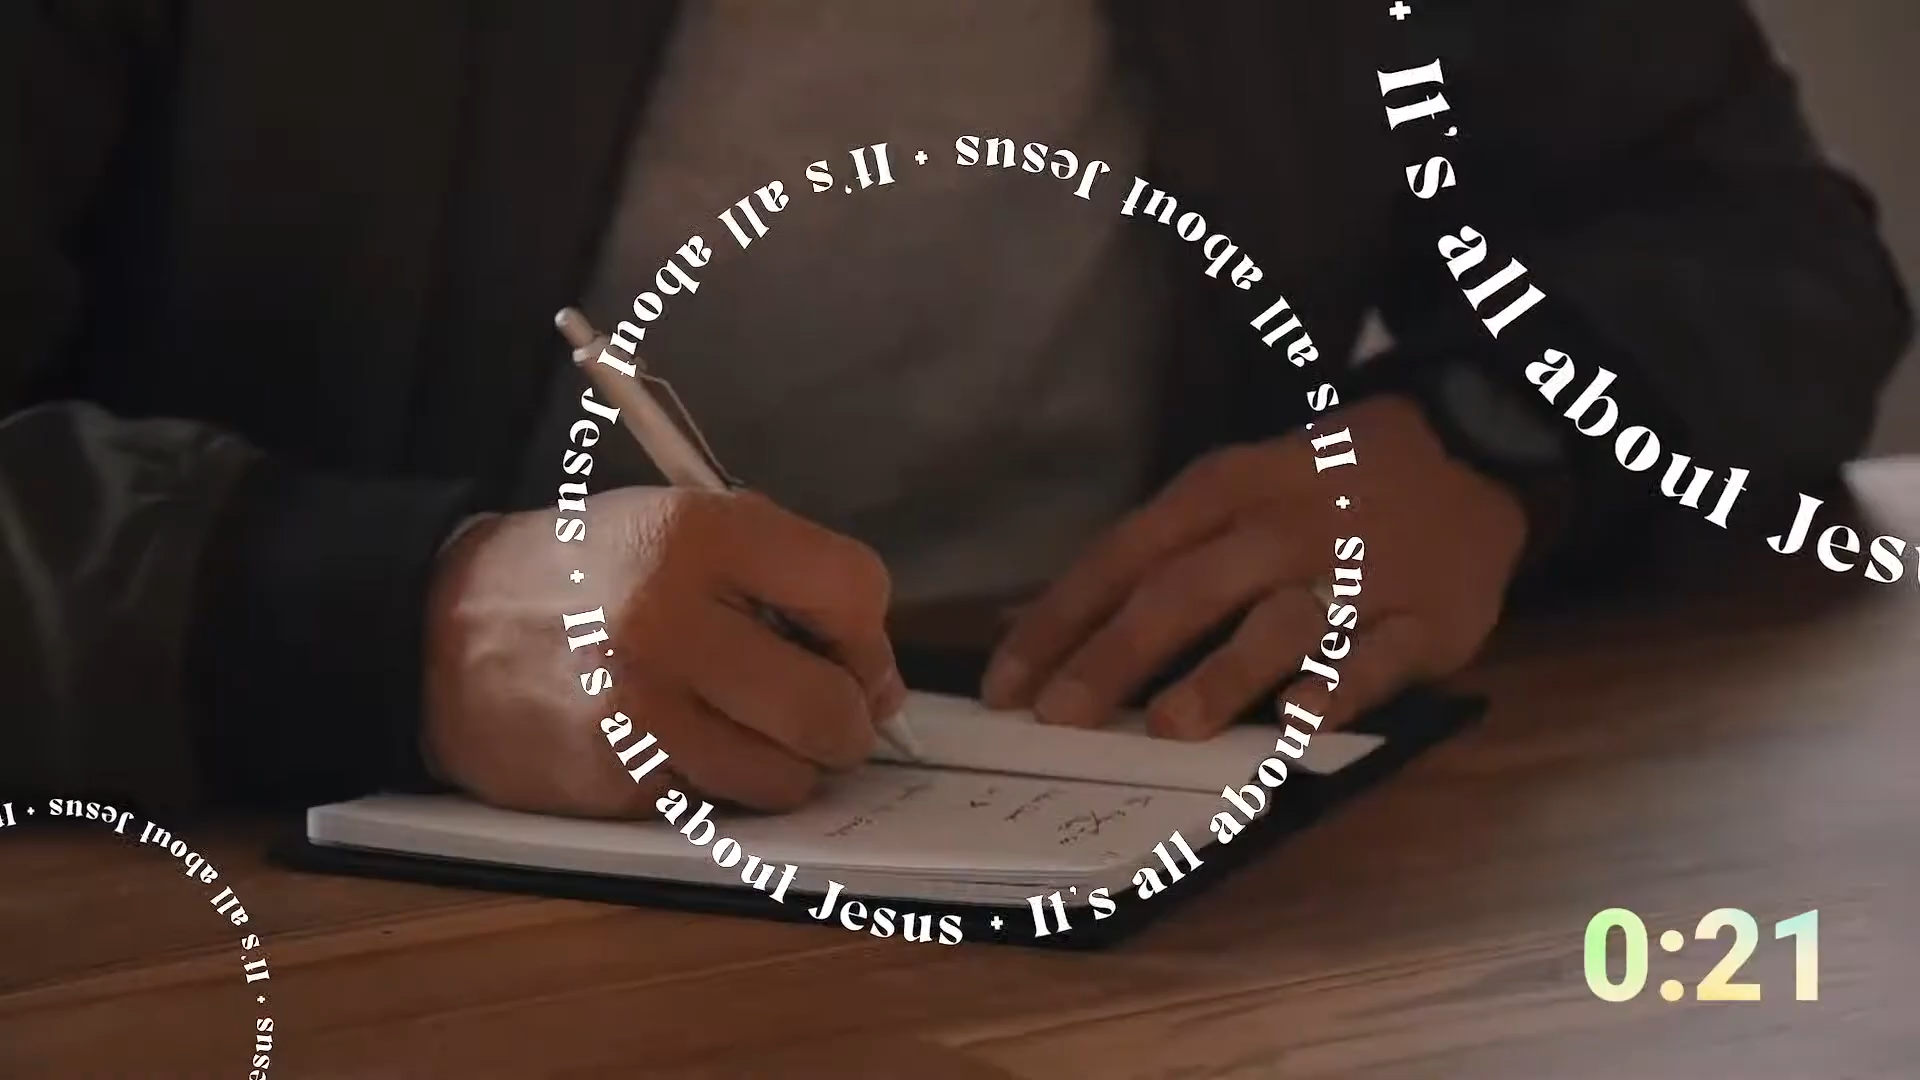 It's all about Jesus + It's all about Jesus + It's all about Jesus + It's all about Jesus +
+ It's all about Jes
It's all about Jesus +
esus +
0:21